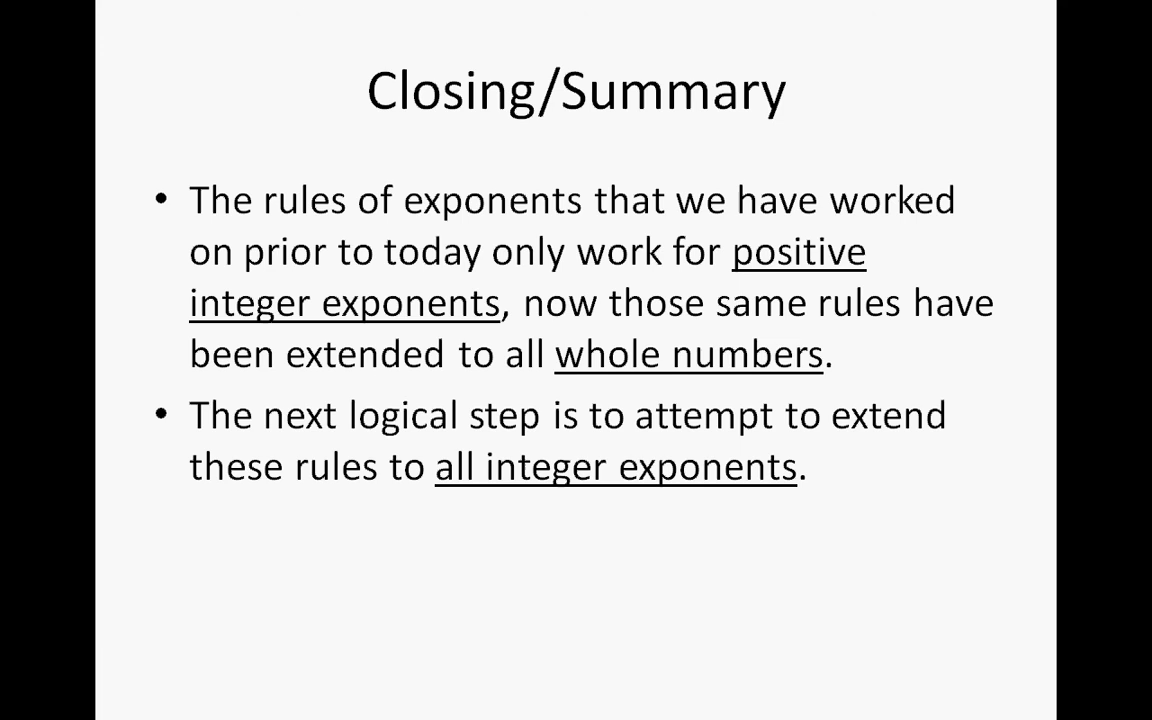 Closing/Summary
• The rules of exponents that we have worked
on prior to today only work for positive
integer exponents, now those same rules have
been extended to all whole numbers.
• The next logical step is to attempt to extend
these rules to all integer exponents.